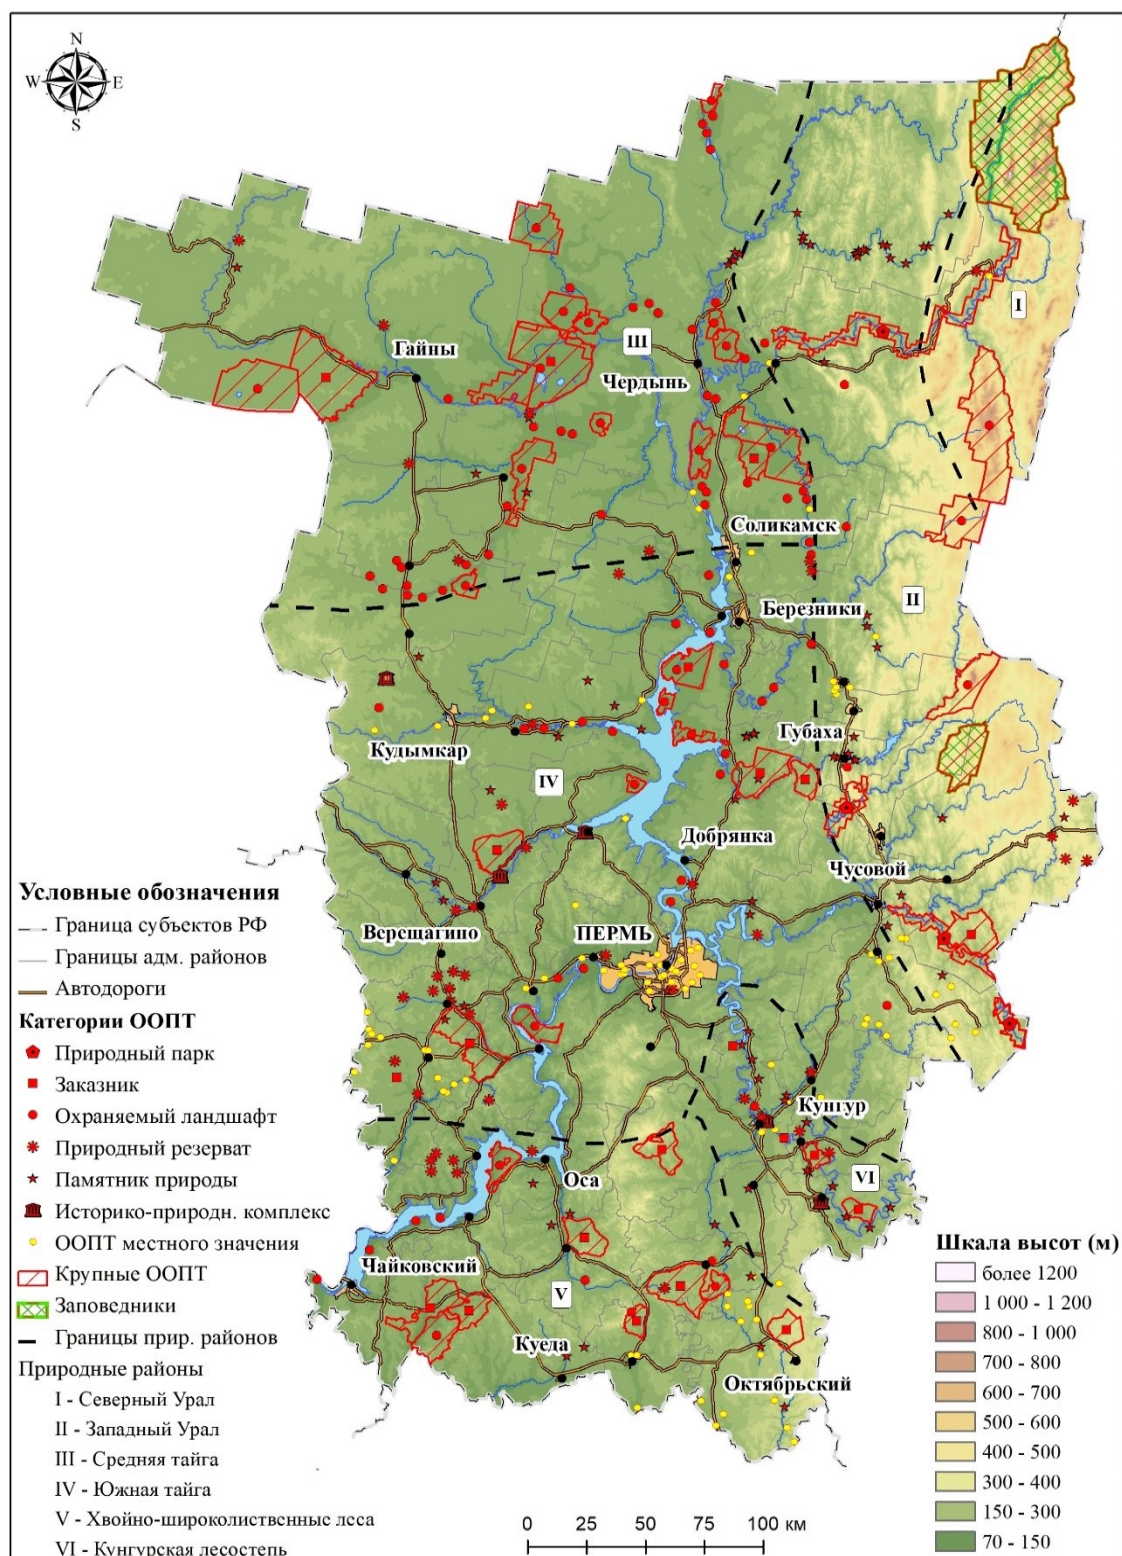 N
W E
S
I
III
Гайны
Чердынь
Соликамск
II
Березники
Губаха
Кудымкар
IV
Добрянка
Чусовой
Верещагино
ПЕРМЬ
Кунгур
VI
Оса
Чайковский
V
Куеда
Октябрьский
Условные обозначения
Граница субъектов РФ
Границы адм. районов
Автодороги
Категории ООПТ
Природный парк
Заказник
Охраняемый ландшафт
Природный резерват
Памятник природы
Историко-природн. комплекс
ООПТ местного значения
Крупные ООПТ
Заповедники
Границы прир. районов
Природные районы
I - Северный Урал
II - Западный Урал
III - Средняя тайга
IV - Южная тайга
V - Хвойно-широколиственные леса
VI - Кунгурская лесостепь
0 25 50 75 100 км
Шкала высот (м)
более 1200
1 000 - 1 200
800 - 1 000
700 - 800
600 - 700
500 - 600
400 - 500
300 - 400
150 - 300
70 - 150